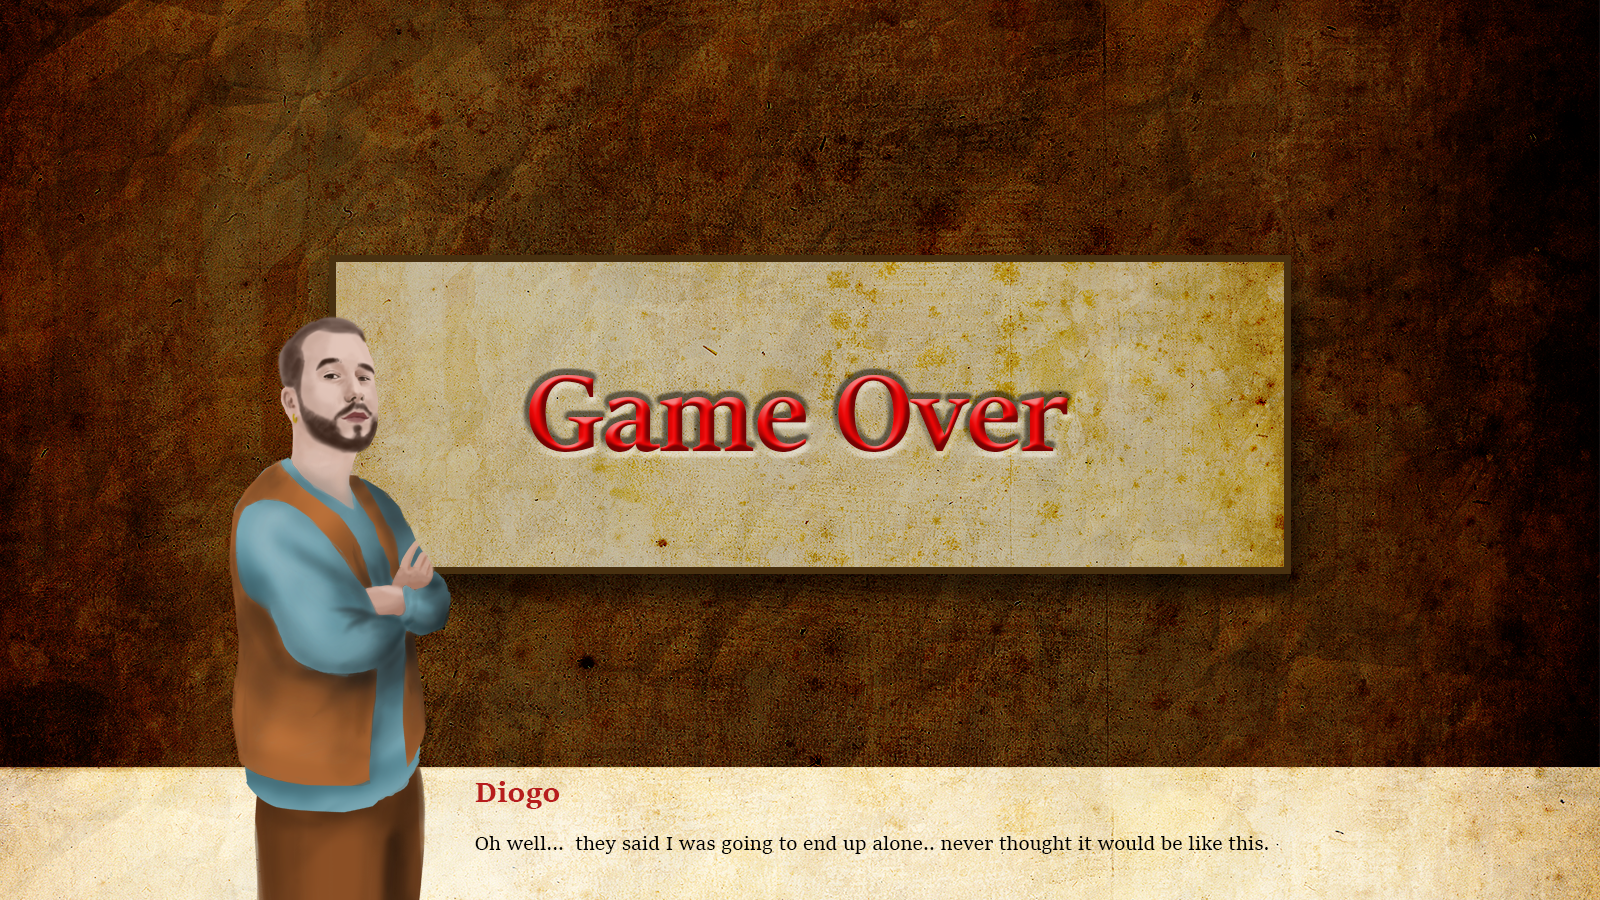 Game Over
Diogo
Oh well...  they said I was going to end up alone.. never thought it would be like this.